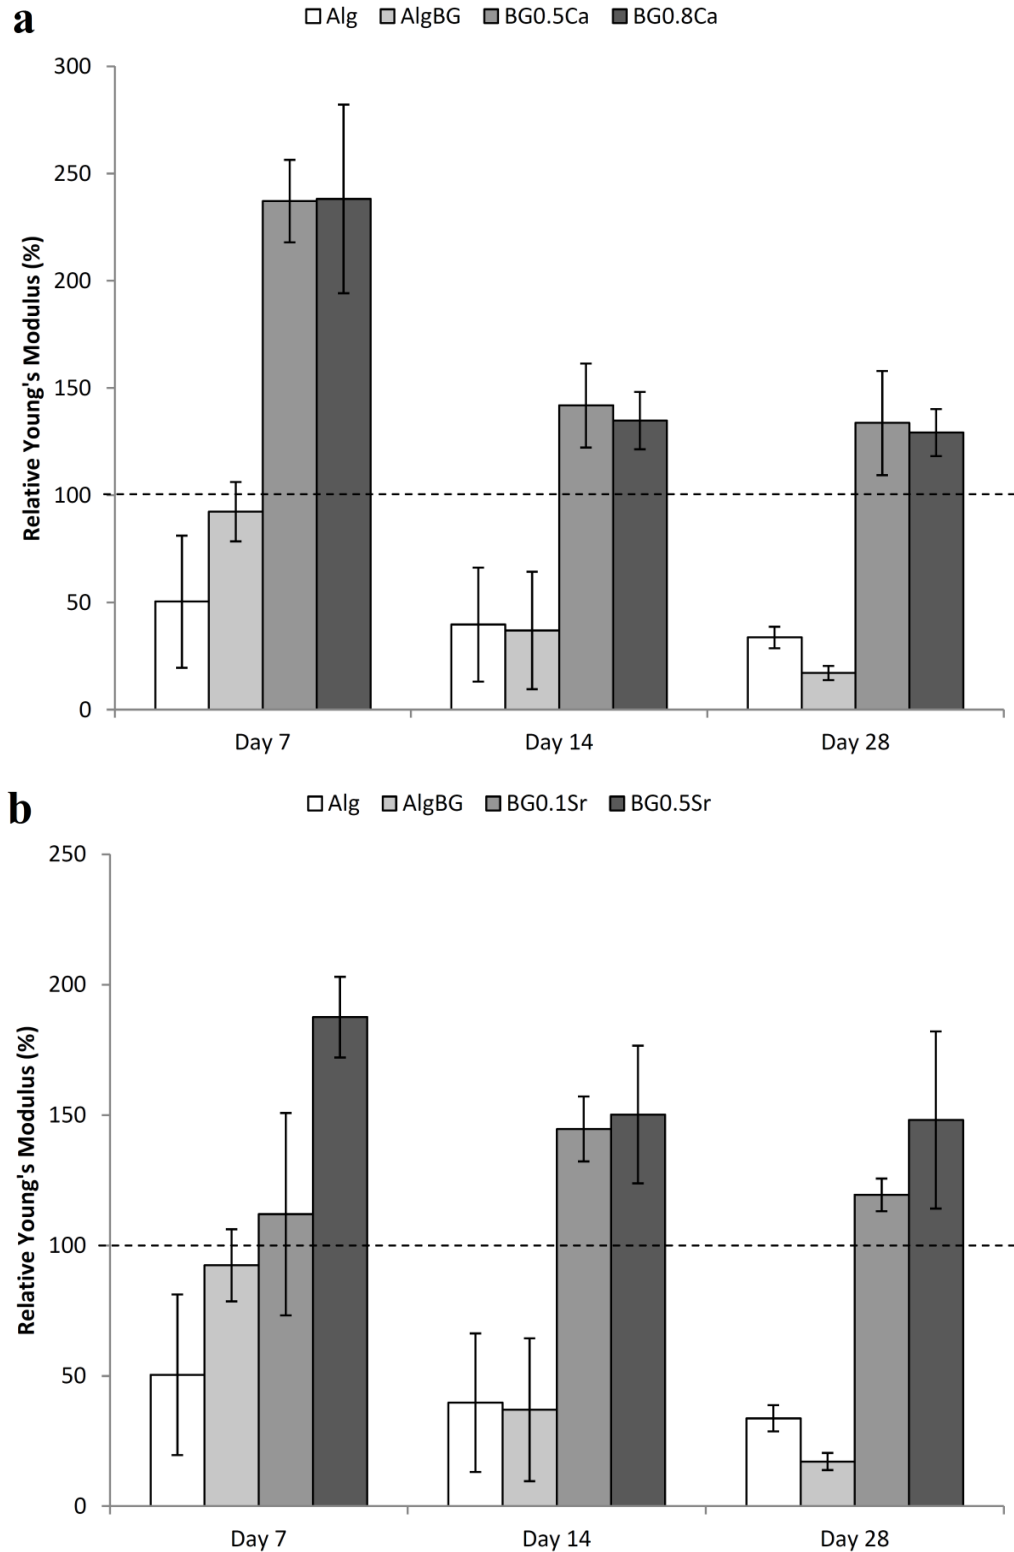 a
Alg AlgBG BG0.5Ca BG0.8Ca
300
250
200
150
100
50
0
Relative Young's Modulus (%)
Day 7 Day 14 Day 28
b
Alg AlgBG BG0.1Sr BG0.5Sr
250
200
150
100
50
0
Relative Young's Modulus (%)
Day 7 Day 14 Day 28